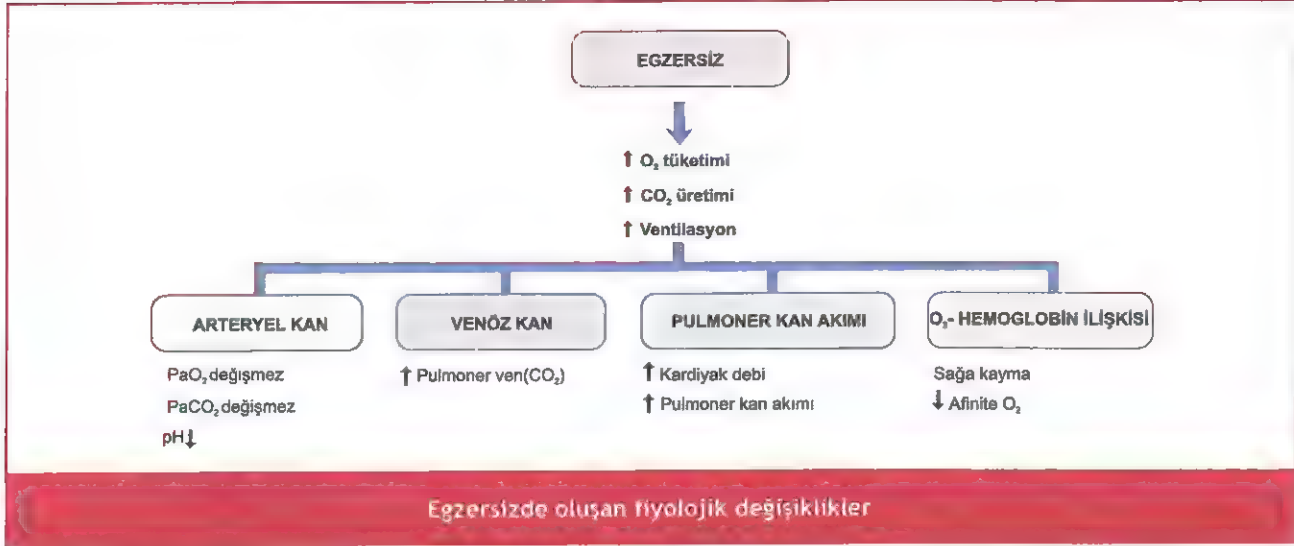 EGZERSİZ
↑ O₂ tüketimi
↑ CO₂ üretimi
↑ Ventilasyon
ARTERYEL KAN
PaO₂ değişmez
PaCO₂ değişmez
pH↓
VENÖZ KAN
↑ Pulmoner ven(CO₂)
PULMONER KAN AKIMI
↑ Kardiyak debi
↑ Pulmoner kan akımı
O₂- HEMOGLOBİN İLİŞKİSİ
Sağa kayma
↓ Afinite O₂
Egzersizde oluşan fiyolojik değişiklikler